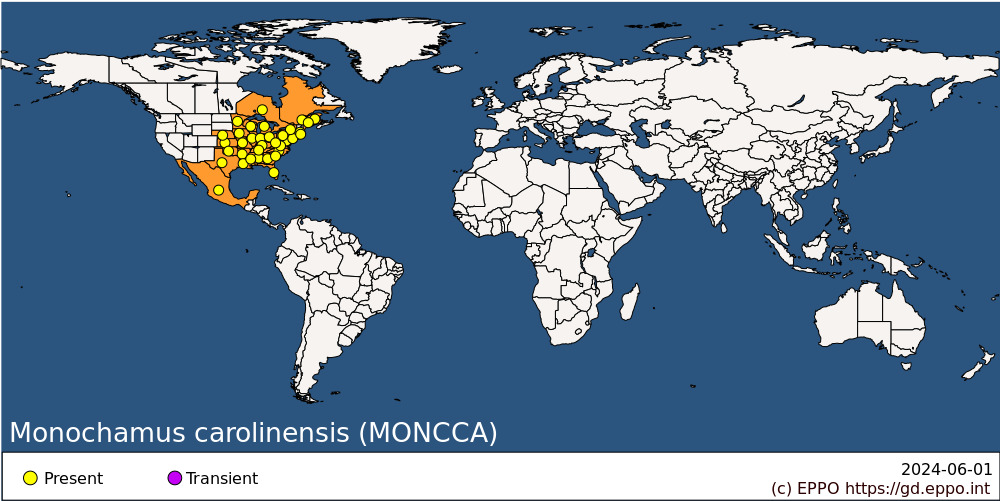 Monochamus carolinensis (MONCCA)
Present
Transient
2024-06-01
(c) EPPO https://gd.eppo.int